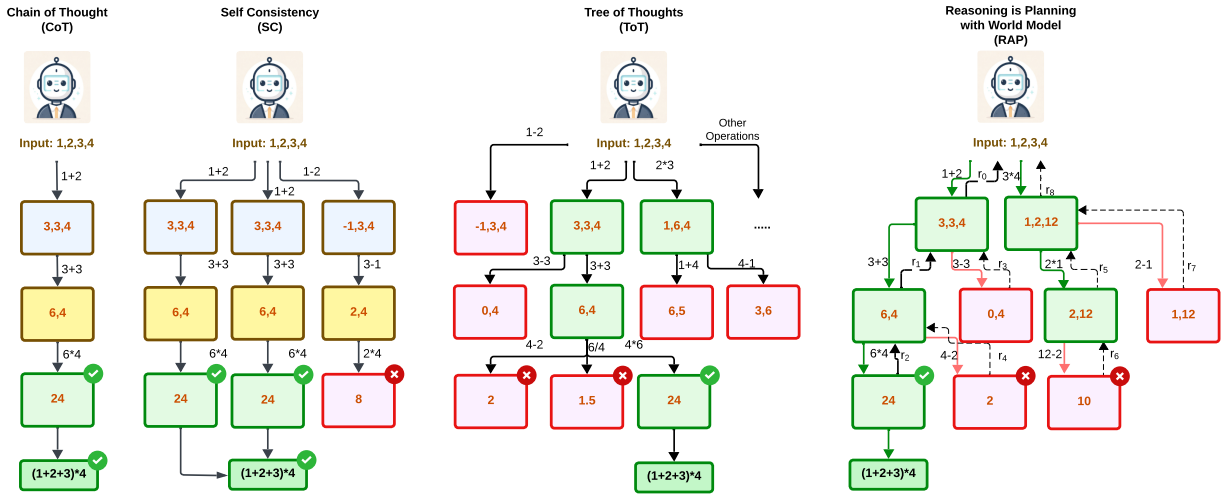 Chain of Thought
(CoT)
Input: 1,2,3,4
1+2
3,3,4
3+3
6,4
6*4
24
(1+2+3)*4
Self Consistency
(SC)
Input: 1,2,3,4
1+2
1+2
1-2
3,3,4
3,3,4
-1,3,4
3+3
3+3
3-1
6,4
6,4
2,4
6*4
6*4
2*4
24
24
8
(1+2+3)*4
Tree of Thoughts
(ToT)
Input: 1,2,3,4
1-2
1+2
2*3
Other
Operations
-1,3,4
3,3,4
1,6,4
.....
3-3
3+3
1+4
4-1
0,4
6,4
6,5
3,6
4-2
6/4
4*6
2
1.5
24
(1+2+3)*4
Reasoning is Planning
with World Model
(RAP)
Input: 1,2,3,4
1+2
r0
3*4
r8
3,3,4
1,2,12
3+3
r1
3-3
r3
2*1
r5
2-1
r7
6,4
0,4
2,12
1,12
6*4
r2
4-2
r4
12-2
r6
24
2
10
(1+2+3)*4